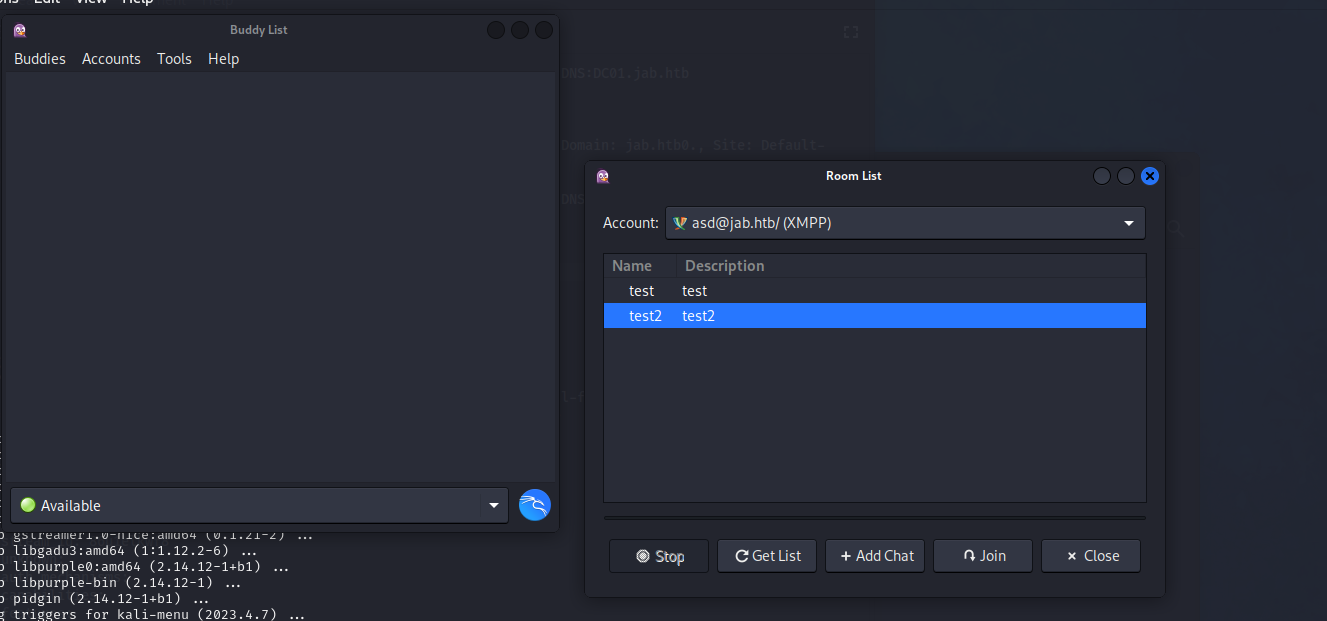 Edit View Help
Buddy List
Buddies Accounts Tools Help
DNS:DC01.jab.htb
Domain: jab.htb0., Site: Default-
Room List
DNS
Account: asd@jab.htb/ (XMPP)
Name Description
test test
test2 test2
l-f
Available
gstreamer1.0-nice:amd64 (0.1.21-2) ...
libgadu3:amd64 (1:1.12.2-6) ...
libpurple0:amd64 (2.14.12-1+b1) ...
libpurple-bin (2.14.12-1) ...
pidgin (2.14.12-1+b1) ...
g triggers for kali-menu (2023.4.7) ...
Stop Get List + Add Chat Join × Close